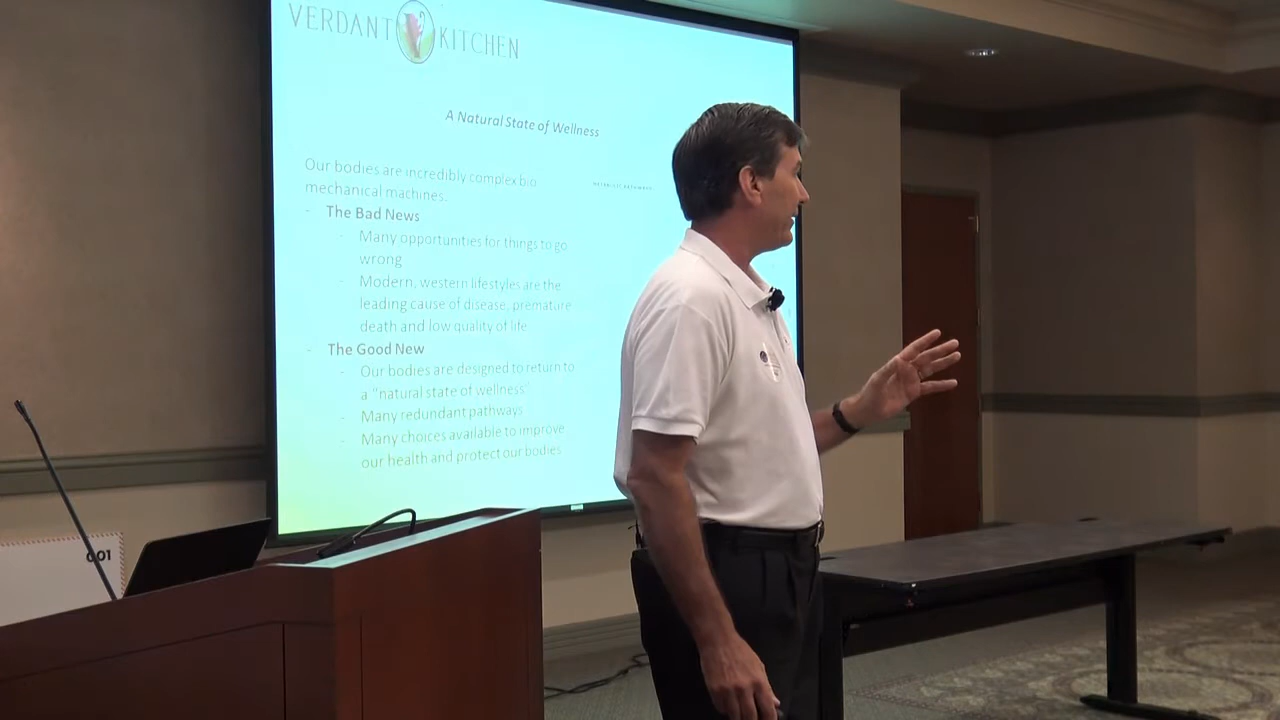 VERDANT KITCHEN
A Natural State of Wellness
Our bodies are incredibly complex bio
mechanical machines.
- The Bad News
- Many opportunities for things to go
wrong
- Modern, western lifestyles are the
leading cause of disease, premature
death and low quality of life
- The Good New
- Our bodies are designed to return to
a "natural state of wellness"
- Many redundant pathways
- Many choices available to improve
our health and protect our bodies
METABOLIC PATHWAYS
001